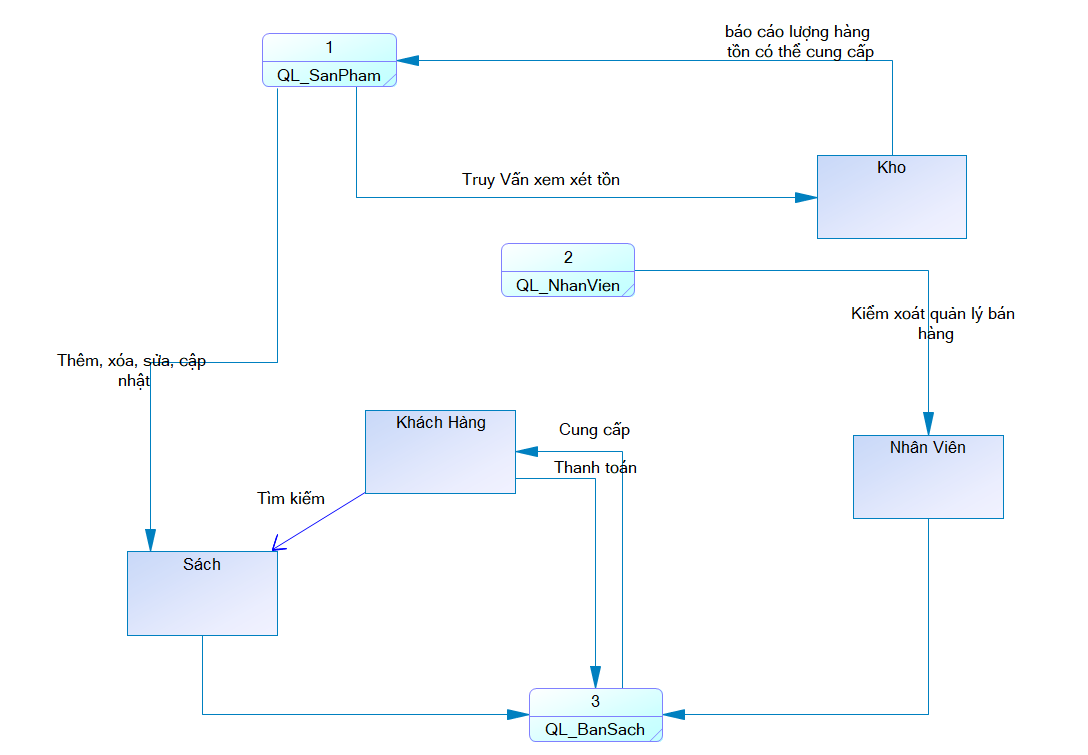 báo cáo lượng hàng
tồn có thể cung cấp
1
QL_SanPham
Kho
Truy Vấn xem xét tồn
2
QL_NhanVien
Kiểm xoát quản lý bán
hàng
Thêm, xóa, sửa, cập
nhật
Khách Hàng
Cung cấp
Nhân Viên
Thanh toán
Tìm kiếm
Sách
3
QL_BanSach